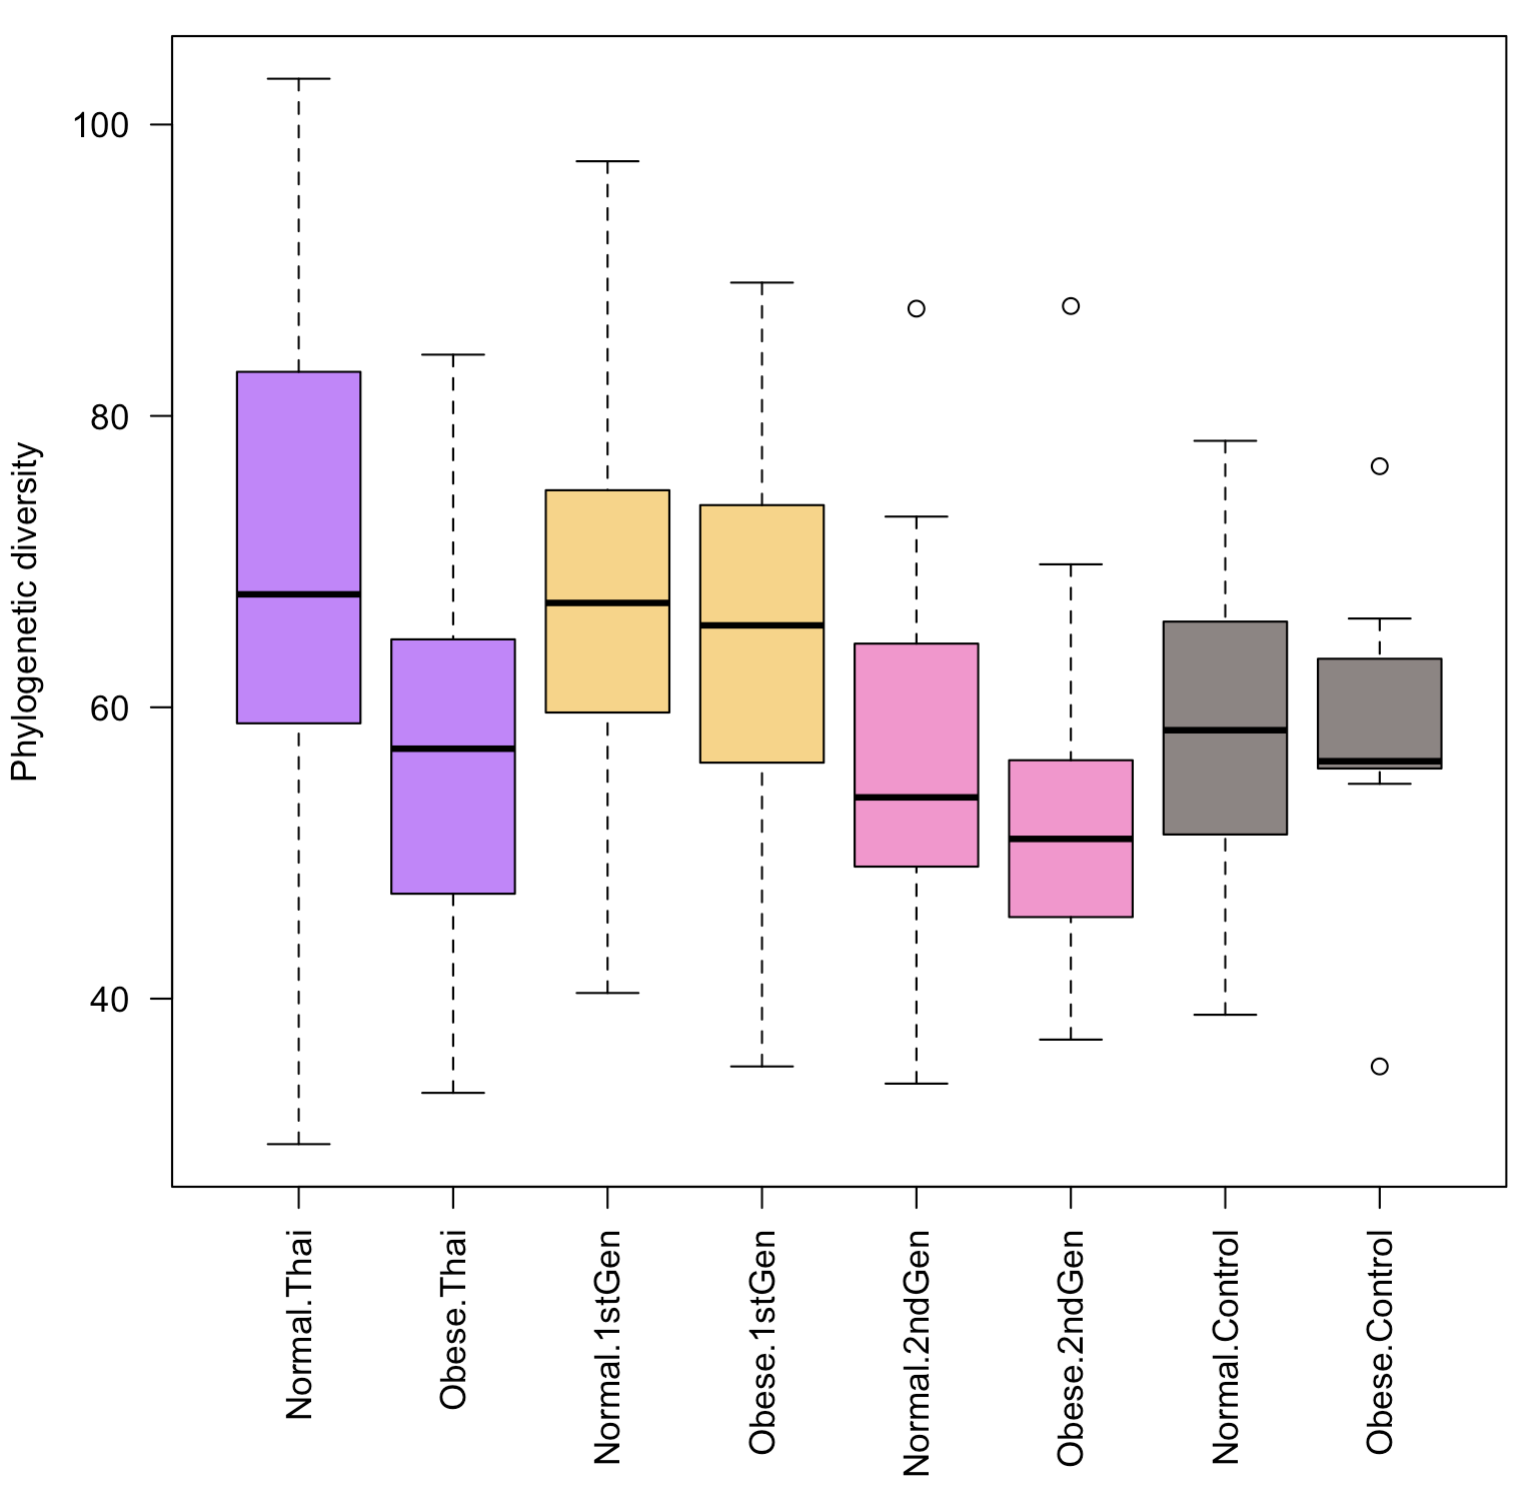 Phylogenetic diversity
100
80
60
40
Normal.Thai
Obese.Thai
Normal.1stGen
Obese.1stGen
Normal.2ndGen
Obese.2ndGen
Normal.Control
Obese.Control